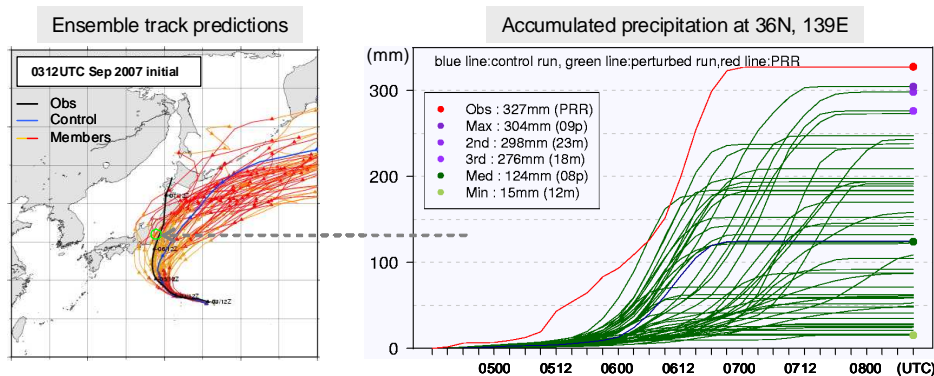 Ensemble track predictions
Accumulated precipitation at 36N, 139E
0312UTC Sep 2007 initial
Obs
Control
Members
(mm)
blue line:control run, green line:perturbed run,red line:PRR
Obs : 327mm (PRR)
Max : 304mm (09p)
2nd : 298mm (23m)
3rd : 276mm (18m)
Med : 124mm (08p)
Min : 15mm (12m)
300
200
100
0
0500 0512 0600 0612 0700 0712 0800 (UTC)